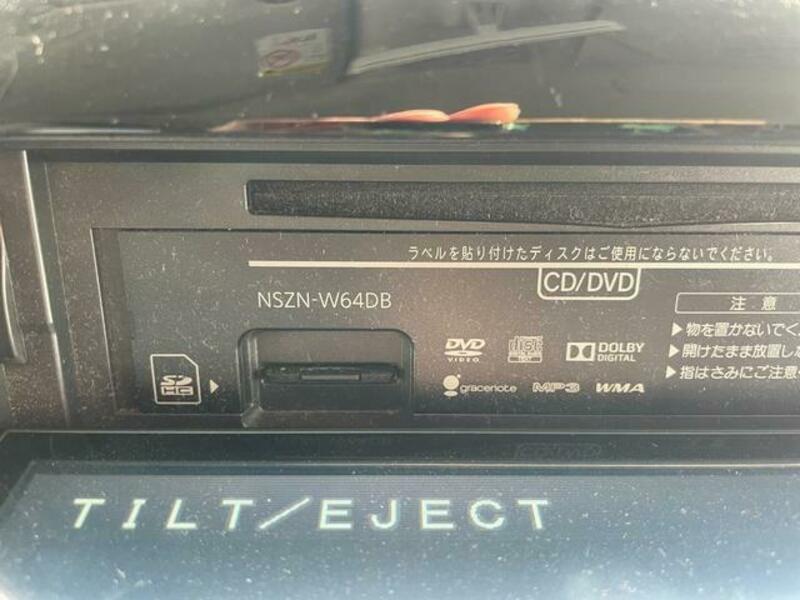 ラベルを貼り付けたディスクはご使用にならないでください。
CD/DVD
NSZN-W64DB
注意
▶物を置かないでく
▶開けたまま放置し
▶指はさみにご注意
DVD
VIDEO
DISC
DOLBY
DIGITAL
SD
HC
gracenote
MP3
WMA
TILT/EJECT